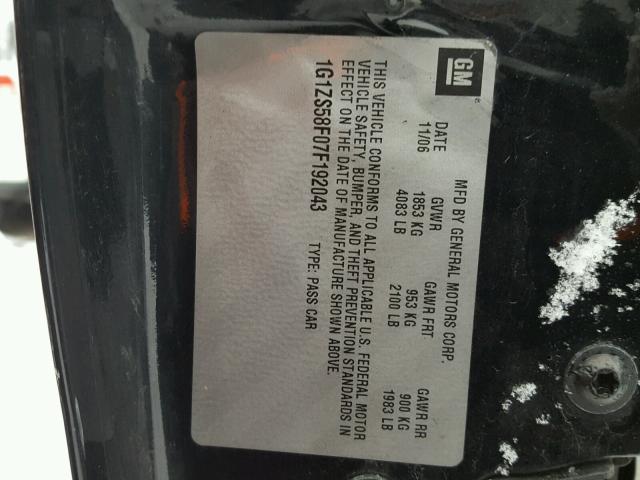 GM
®
MFD BY GENERAL MOTORS CORP.
DATE GVWR GAWR FRT GAWR RR
11/06 1853 KG 953 KG 900 KG
4083 LB 2100 LB 1983 LB
THIS VEHICLE CONFORMS TO ALL APPLICABLE U.S. FEDERAL MOTOR
VEHICLE SAFETY, BUMPER, AND THEFT PREVENTION STANDARDS IN
EFFECT ON THE DATE OF MANUFACTURE SHOWN ABOVE.
1G1ZS58F07F192043 TYPE: PASS CAR